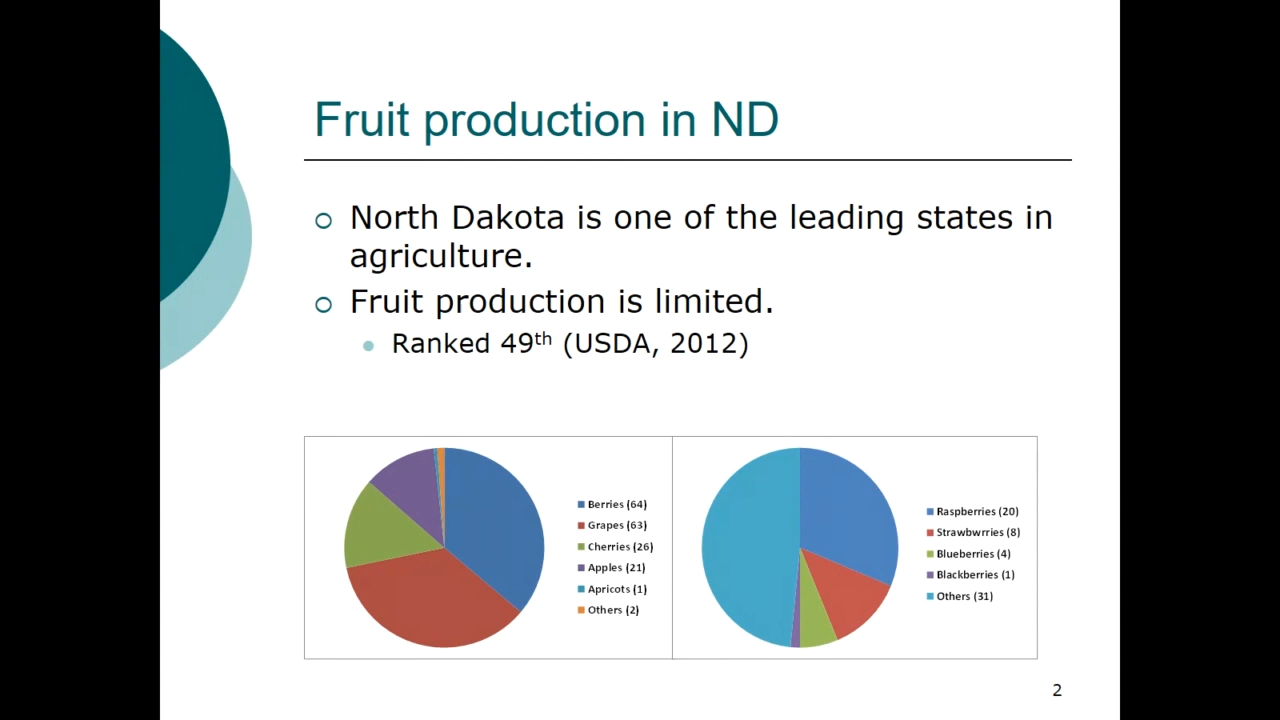 Fruit production in ND
North Dakota is one of the leading states in
agriculture.
Fruit production is limited.
Ranked 49th (USDA, 2012)
Berries (64)
Grapes (63)
Cherries (26)
Apples (21)
Apricots (1)
Others (2)
Raspberries (20)
Strawbwrries (8)
Blueberries (4)
Blackberries (1)
Others (31)
2